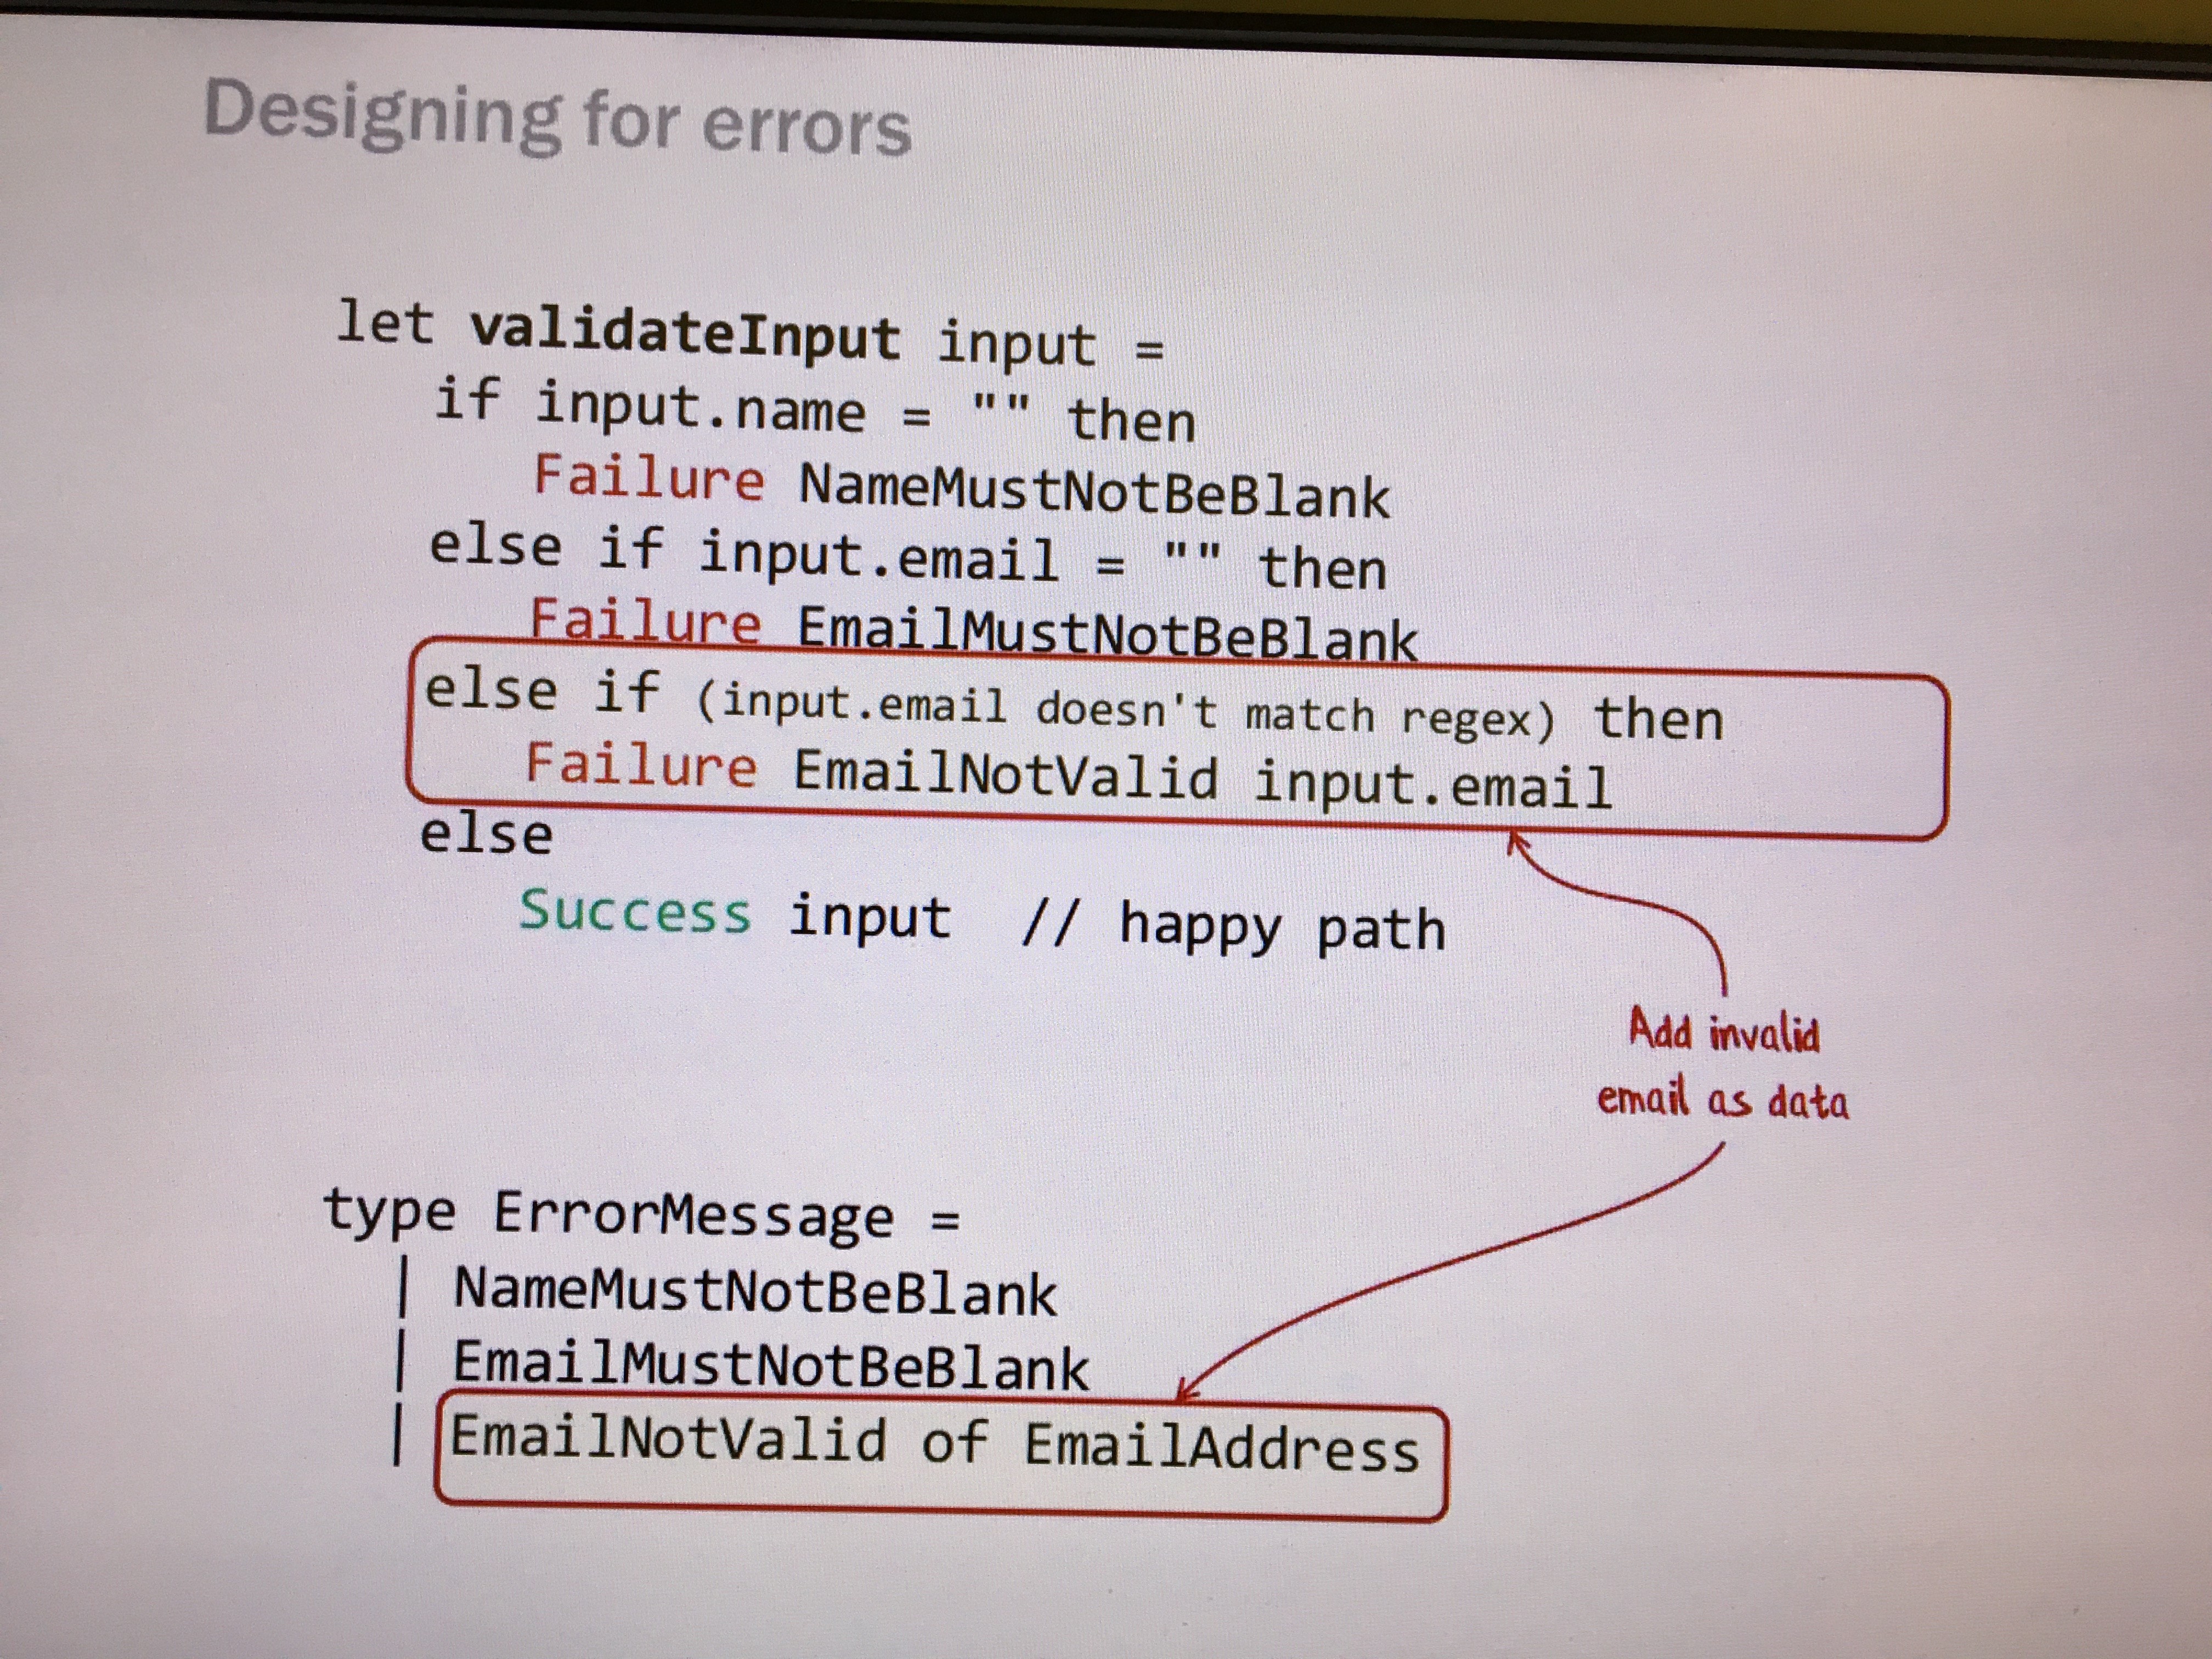 Designing for errors
let validateInput input =
if input.name = "" then
Failure NameMustNotBeBlank
else if input.email = "" then
Failure EmailMustNotBeBlank
else if (input.email doesn't match regex) then
Failure EmailNotValid input.email
else
Success input // happy path
Add invalid
email as data
type ErrorMessage =
| NameMustNotBeBlank
| EmailMustNotBeBlank
| EmailNotValid of EmailAddress